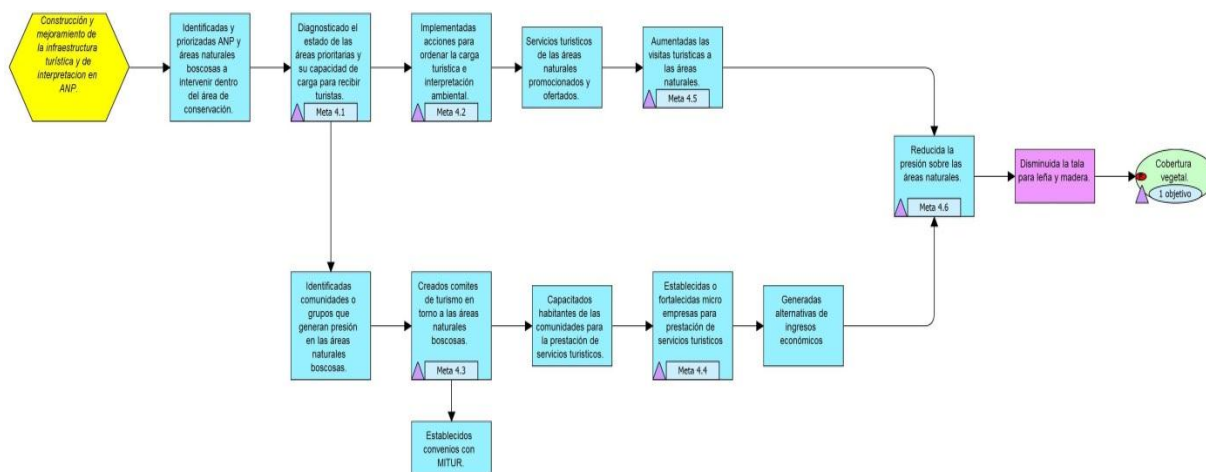 Construcción y
mejoramiento de
la infraestructura
turística y de
interpretacion en
ANP.
Identificadas y
priorizadas ANP y
áreas naturales
boscosas a
intervenir dentro
del área de
conservación.
Diagnosticado el
estado de las
áreas prioritarias y
su capacidad de
carga para recibir
turistas.
Meta 4.1
Implementadas
acciones para
ordenar la carga
turistica e
interpretación
ambiental.
Meta 4.2
Servicios turisticos
de las áreas
naturales
promocionados y
ofertados.
Aumentadas las
visitas turisticas a
las áreas
naturales.
Meta 4.5
Reducida la
presión sobre las
áreas naturales.
Meta 4.6
Disminuida la tala
para leña y madera.
Cobertura
vegetal.
1 objetivo
Identificadas
comunidades o
grupos que
generan presión
en las áreas
naturales
boscosas.
Creados comites
de turismo en
torno a las áreas
naturales
boscosas.
Meta 4.3
Capacitados
habitantes de las
comunidades para
la prestación de
servicios turisticos.
Establecidas o
fortalecidas micro
empresas para
prestación de
servicios turisticos
Meta 4.4
Generadas
alternativas de
ingresos
económicos
Establecidos
convenios con
MITUR.